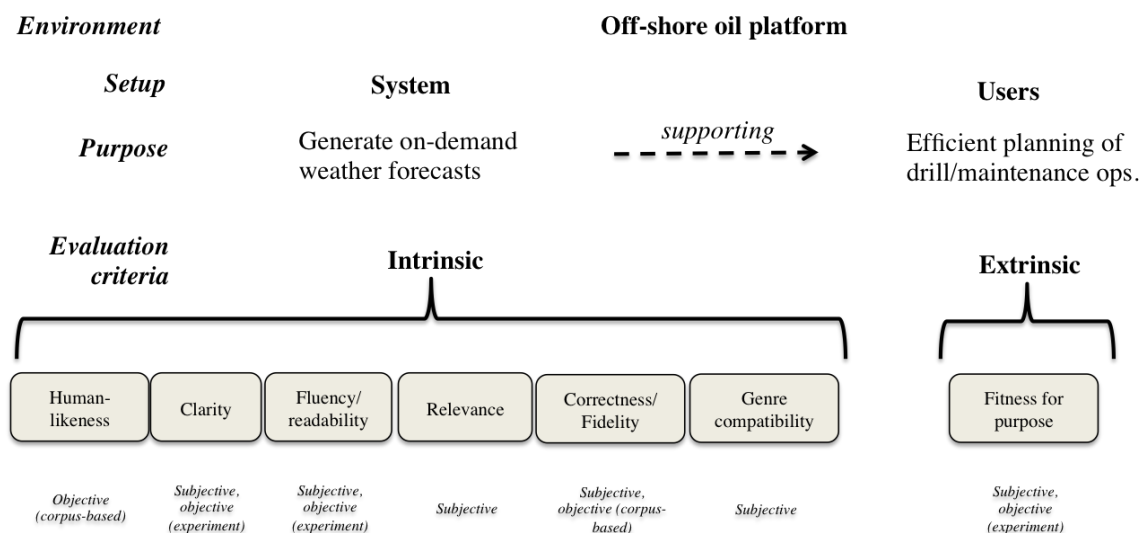 Environment
Off-shore oil platform
Setup
System
Users
Purpose
Generate on-demand
weather forecasts
supporting
Efficient planning of
drill/maintenance ops.
Evaluation
criteria
Intrinsic
Extrinsic
Human-
likeness
Clarity
Fluency/
readability
Relevance
Correctness/
Fidelity
Genre
compatibility
Fitness for
purpose
Objective
(corpus-based)
Subjective,
objective
(experiment)
Subjective,
objective
(experiment)
Subjective
Subjective,
objective (corpus-
based)
Subjective
Subjective,
objective
(experiment)